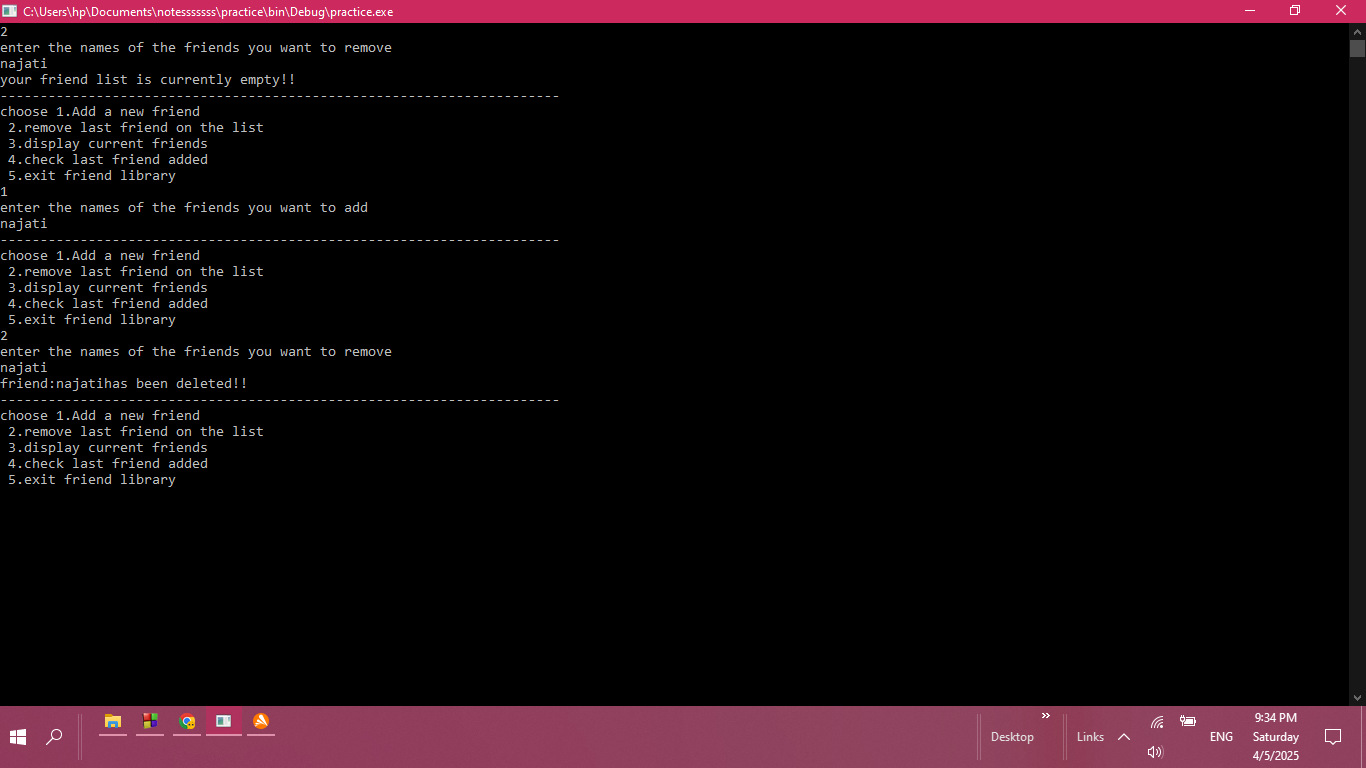 C:\Users\hp\Documents\notesssssss\practice\bin\Debug\practice.exe
2
enter the names of the friends you want to remove
najati
your friend list is currently empty!!
----------------------------------------------------------------------
choose 1.Add a new friend
 2.remove last friend on the list
 3.display current friends
 4.check last friend added
 5.exit friend library
1
enter the names of the friends you want to add
najati
----------------------------------------------------------------------
choose 1.Add a new friend
 2.remove last friend on the list
 3.display current friends
 4.check last friend added
 5.exit friend library
2
enter the names of the friends you want to remove
najati
friend:najatihas been deleted!!
----------------------------------------------------------------------
choose 1.Add a new friend
 2.remove last friend on the list
 3.display current friends
 4.check last friend added
 5.exit friend library
Desktop
Links
ENG
9:34 PM
Saturday
4/5/2025